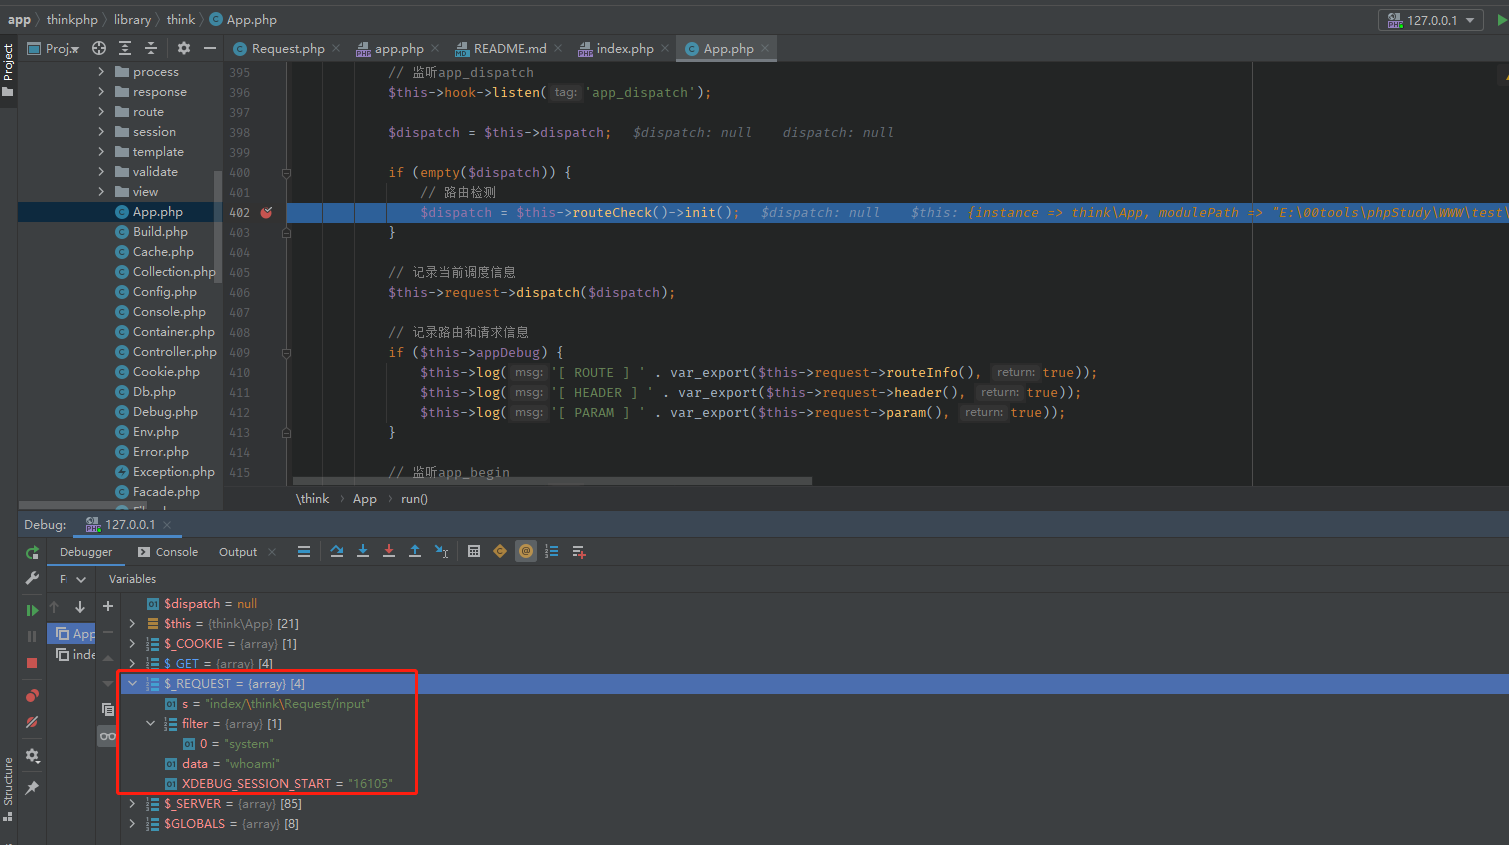 app thinkphp library think App.php 127.0.0.1
Project
Proj... Request.php app.php README.md index.php App.php
process
response
route
session
template
validate
view
App.php
Build.php
Cache.php
Collection.php
Config.php
Console.php
Container.php
Controller.php
Cookie.php
Db.php
Debug.php
Env.php
Error.php
Exception.php
Facade.php
395 // 监听app_dispatch
396 $this->hook->listen( tag: 'app_dispatch');
397
398 $dispatch = $this->dispatch; $dispatch: null dispatch: null
399
400 if (empty($dispatch)) {
401 // 路由检测
402 $dispatch = $this->routeCheck()->init(); $dispatch: null $this: {instance => think\App, modulePath => "E:\00tools\phpStudy\WWW\test\
403 }
404
405 // 记录当前调度信息
406 $this->request->dispatch($dispatch);
407
408 // 记录路由和请求信息
409 if ($this->appDebug) {
410 $this->log( msg: '[ ROUTE ] ' . var_export($this->request->routeInfo(), return: true));
411 $this->log( msg: '[ HEADER ] ' . var_export($this->request->header(), return: true));
412 $this->log( msg: '[ PARAM ] ' . var_export($this->request->param(), return: true));
413 }
414
415 // 监听app_begin
\think App run()
Debug: 127.0.0.1
Debugger Console Output
F Variables
App
inde
$dispatch = null
$this = {think\App} [21]
$_COOKIE = {array} [1]
$_GET = {array} [4]
$_REQUEST = {array} [4]
s = "index/\think\Request/input"
filter = {array} [1]
0 = "system"
data = "whoami"
XDEBUG_SESSION_START = "16105"
$_SERVER = {array} [85]
$GLOBALS = {array} [8]
Structure